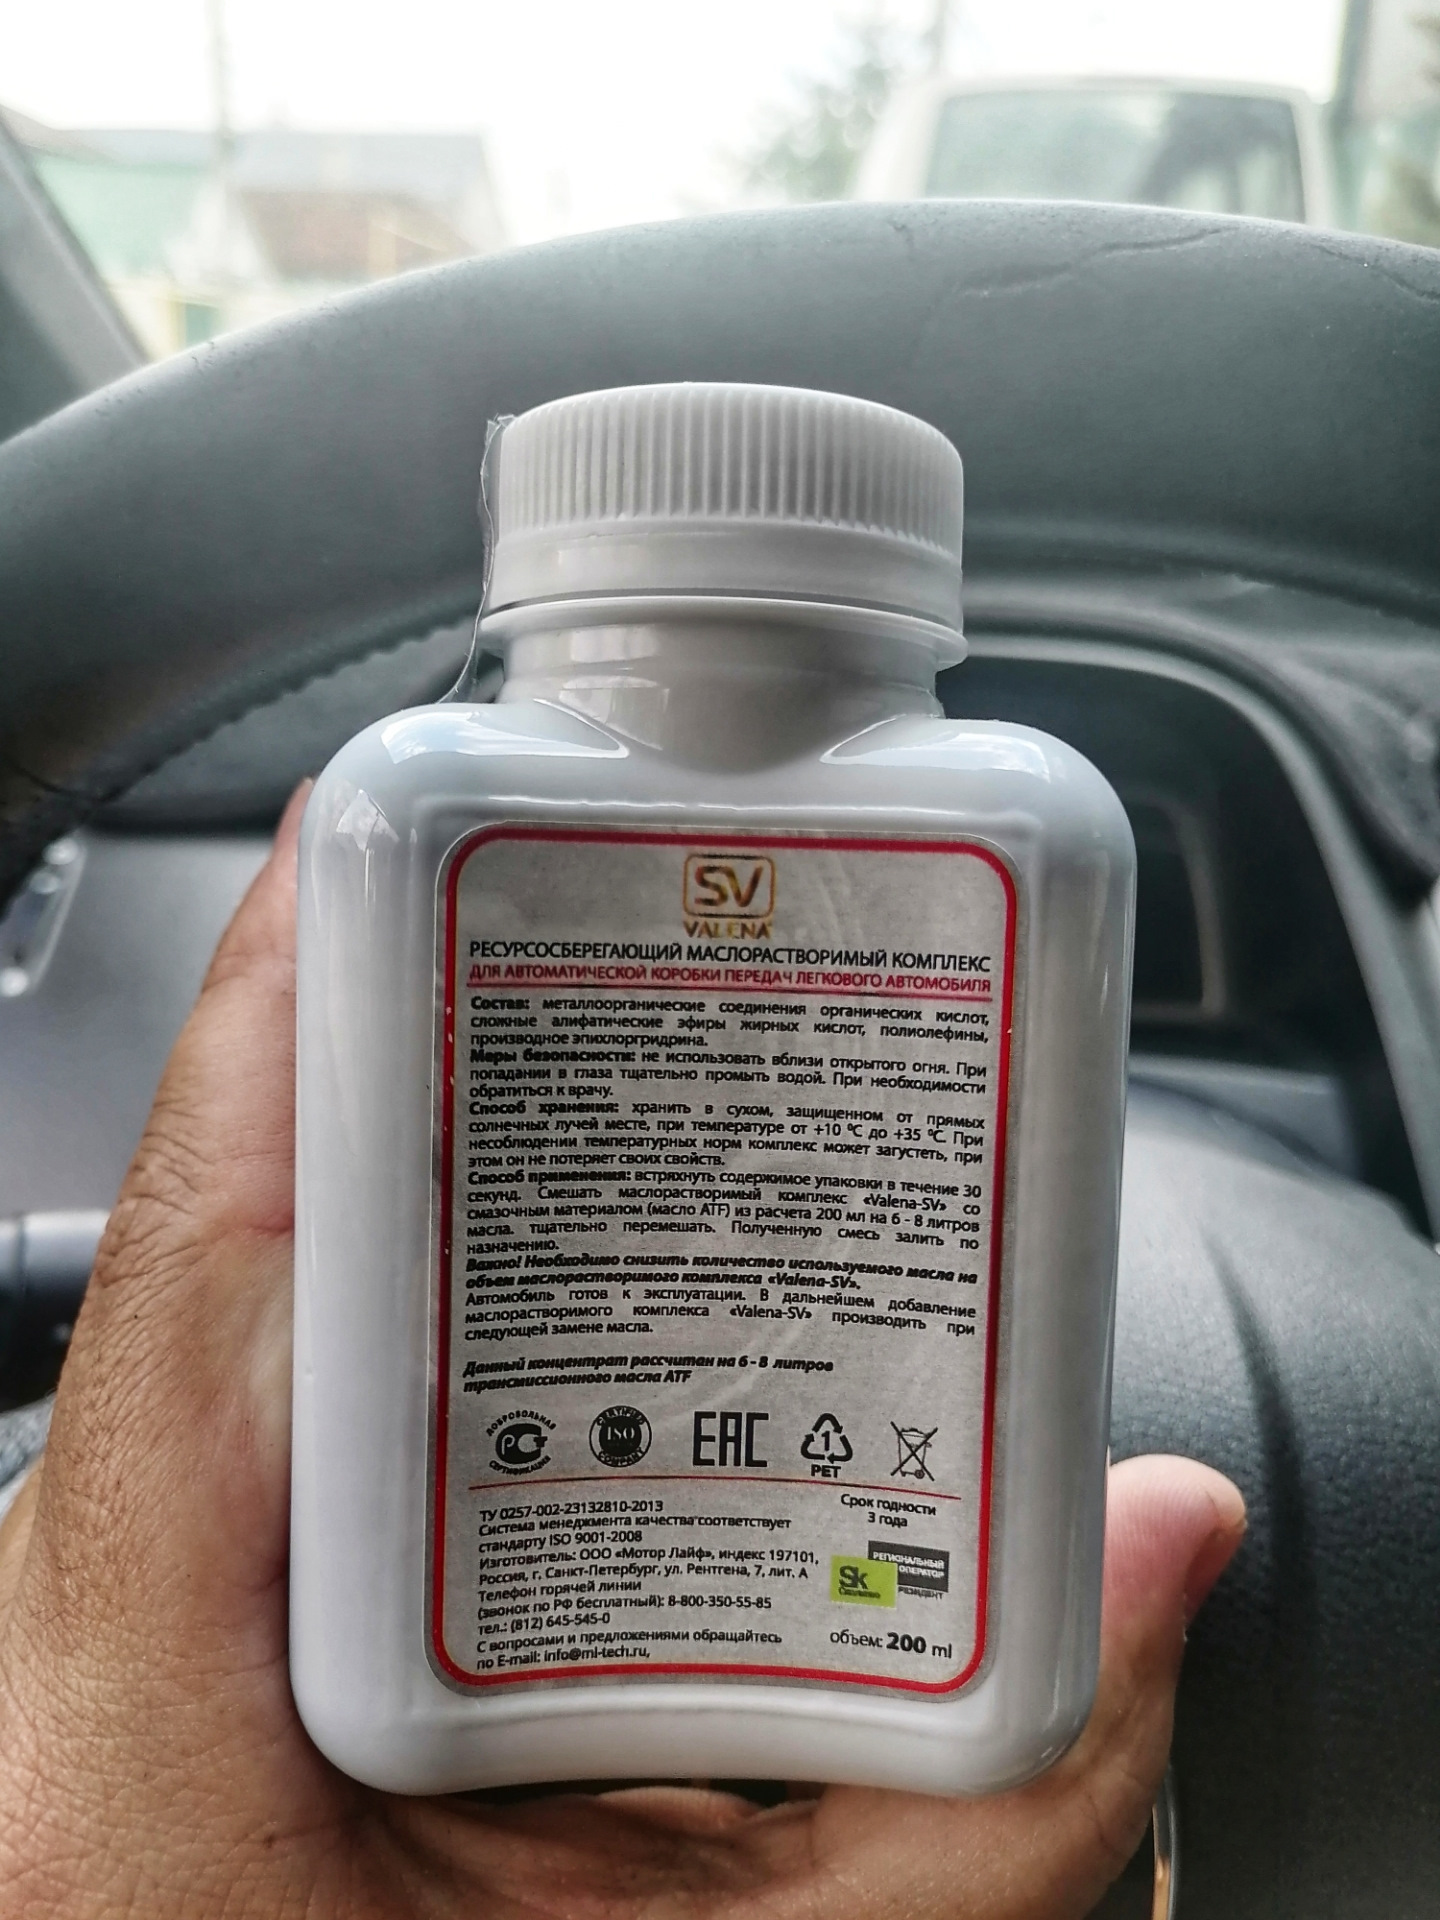 SV
VALENA
РЕСУРСОСБЕРЕГАЮЩИЙ МАСЛОРАСТВОРИМЫЙ КОМПЛЕКС
ДЛЯ АВТОМАТИЧЕСКОЙ КОРОБКИ ПЕРЕДАЧ ЛЕГКОВОГО АВТОМОБИЛЯ
Состав: металлоорганические соединения органических кислот,
сложные алифатические эфиры жирных кислот, полиолефины,
производное эпихлоргридрина.
Меры безопасности: не использовать вблизи открытого огня. При
попадании в глаза тщательно промыть водой. При необходимости
обратиться к врачу.
Способ хранения: хранить в сухом, защищенном от прямых
солнечных лучей месте, при температуре от +10 °C до +35 °C. При
несоблюдении температурных норм комплекс может загустеть, при
этом он не потеряет своих свойств.
Способ применения: встряхнуть содержимое упаковки в течение 30
секунд. Смешать маслорастворимый комплекс «Valena-SV» со
смазочным материалом (масло ATF) из расчета 200 мл на 6 - 8 литров
масла. тщательно перемешать. Полученную смесь залить по
назначению.
Важно! Необходимо снизить количество используемого масла на
объем маслорастворимого комплекса «Valena-SV».
Автомобиль готов к эксплуатации. В дальнейшем добавление
маслорастворимого комплекса «Valena-SV» производить при
следующей замене масла.
Данный концентрат рассчитан на 6 - 8 литров
трансмиссионного масла ATF
ДОБРОВОЛЬНАЯ
РСТ
СЕРТИФИКАЦИЯ
CERTIFIED
ISO
COMPANY
EAC
1
PET
ТУ 0257-002-23132810-2013
Система менеджмента качества соответствует
стандарту ISO 9001-2008
Изготовитель: ООО «Мотор Лайф», индекс 197101,
Россия, г. Санкт-Петербург, ул. Рентгена, 7, лит. А
Телефон горячей линии
(звонок по РФ бесплатный): 8-800-350-55-85
тел.: (812) 645-545-0
С вопросами и предложениями обращайтесь
по E-mail: info@ml-tech.ru,
Срок годности
3 года
РЕГИОНАЛЬНЫЙ
ОПЕРАТОР
Sk
Сколково
РЕЗИДЕНТ
объем: 200 ml